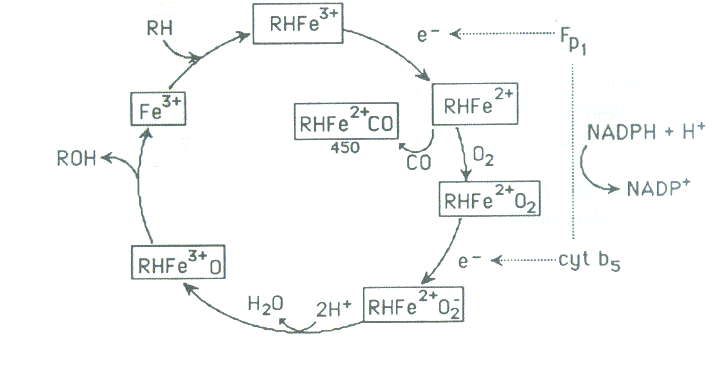 RH
RHFe³⁺
e⁻
Fp₁
Fe³⁺
RHFe²⁺CO
450
RHFe²⁺
CO
O₂
NADPH + H⁺
NADP⁺
ROH
RHFe²⁺O₂
RHFe³⁺O
e⁻
cyt b₅
H₂O
2H⁺
RHFe²⁺O₂⁻